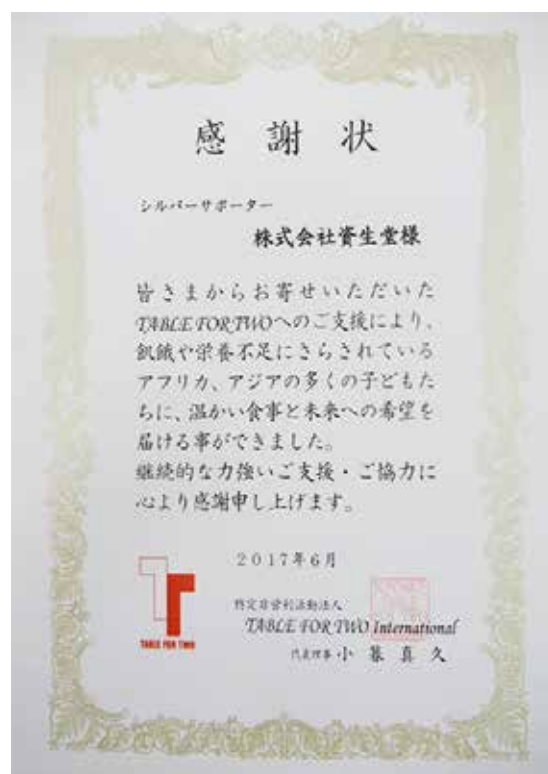 感謝状
シルバーサポーター
株式会社資生堂様
皆さまからお寄せいただいた
TABLE FOR TWOへのご支援により、
飢餓や栄養不足にさらされている
アフリカ、アジアの多くの子どもた
ちに、温かい食事と未来への希望を
届ける事ができました。
継続的な力強いご支援・ご協力に
心より感謝申し上げます。
2017年6月
特定非営利活動法人
TABLE FOR TWO International
代表理事 小暮真久
TABLE FOR TWO